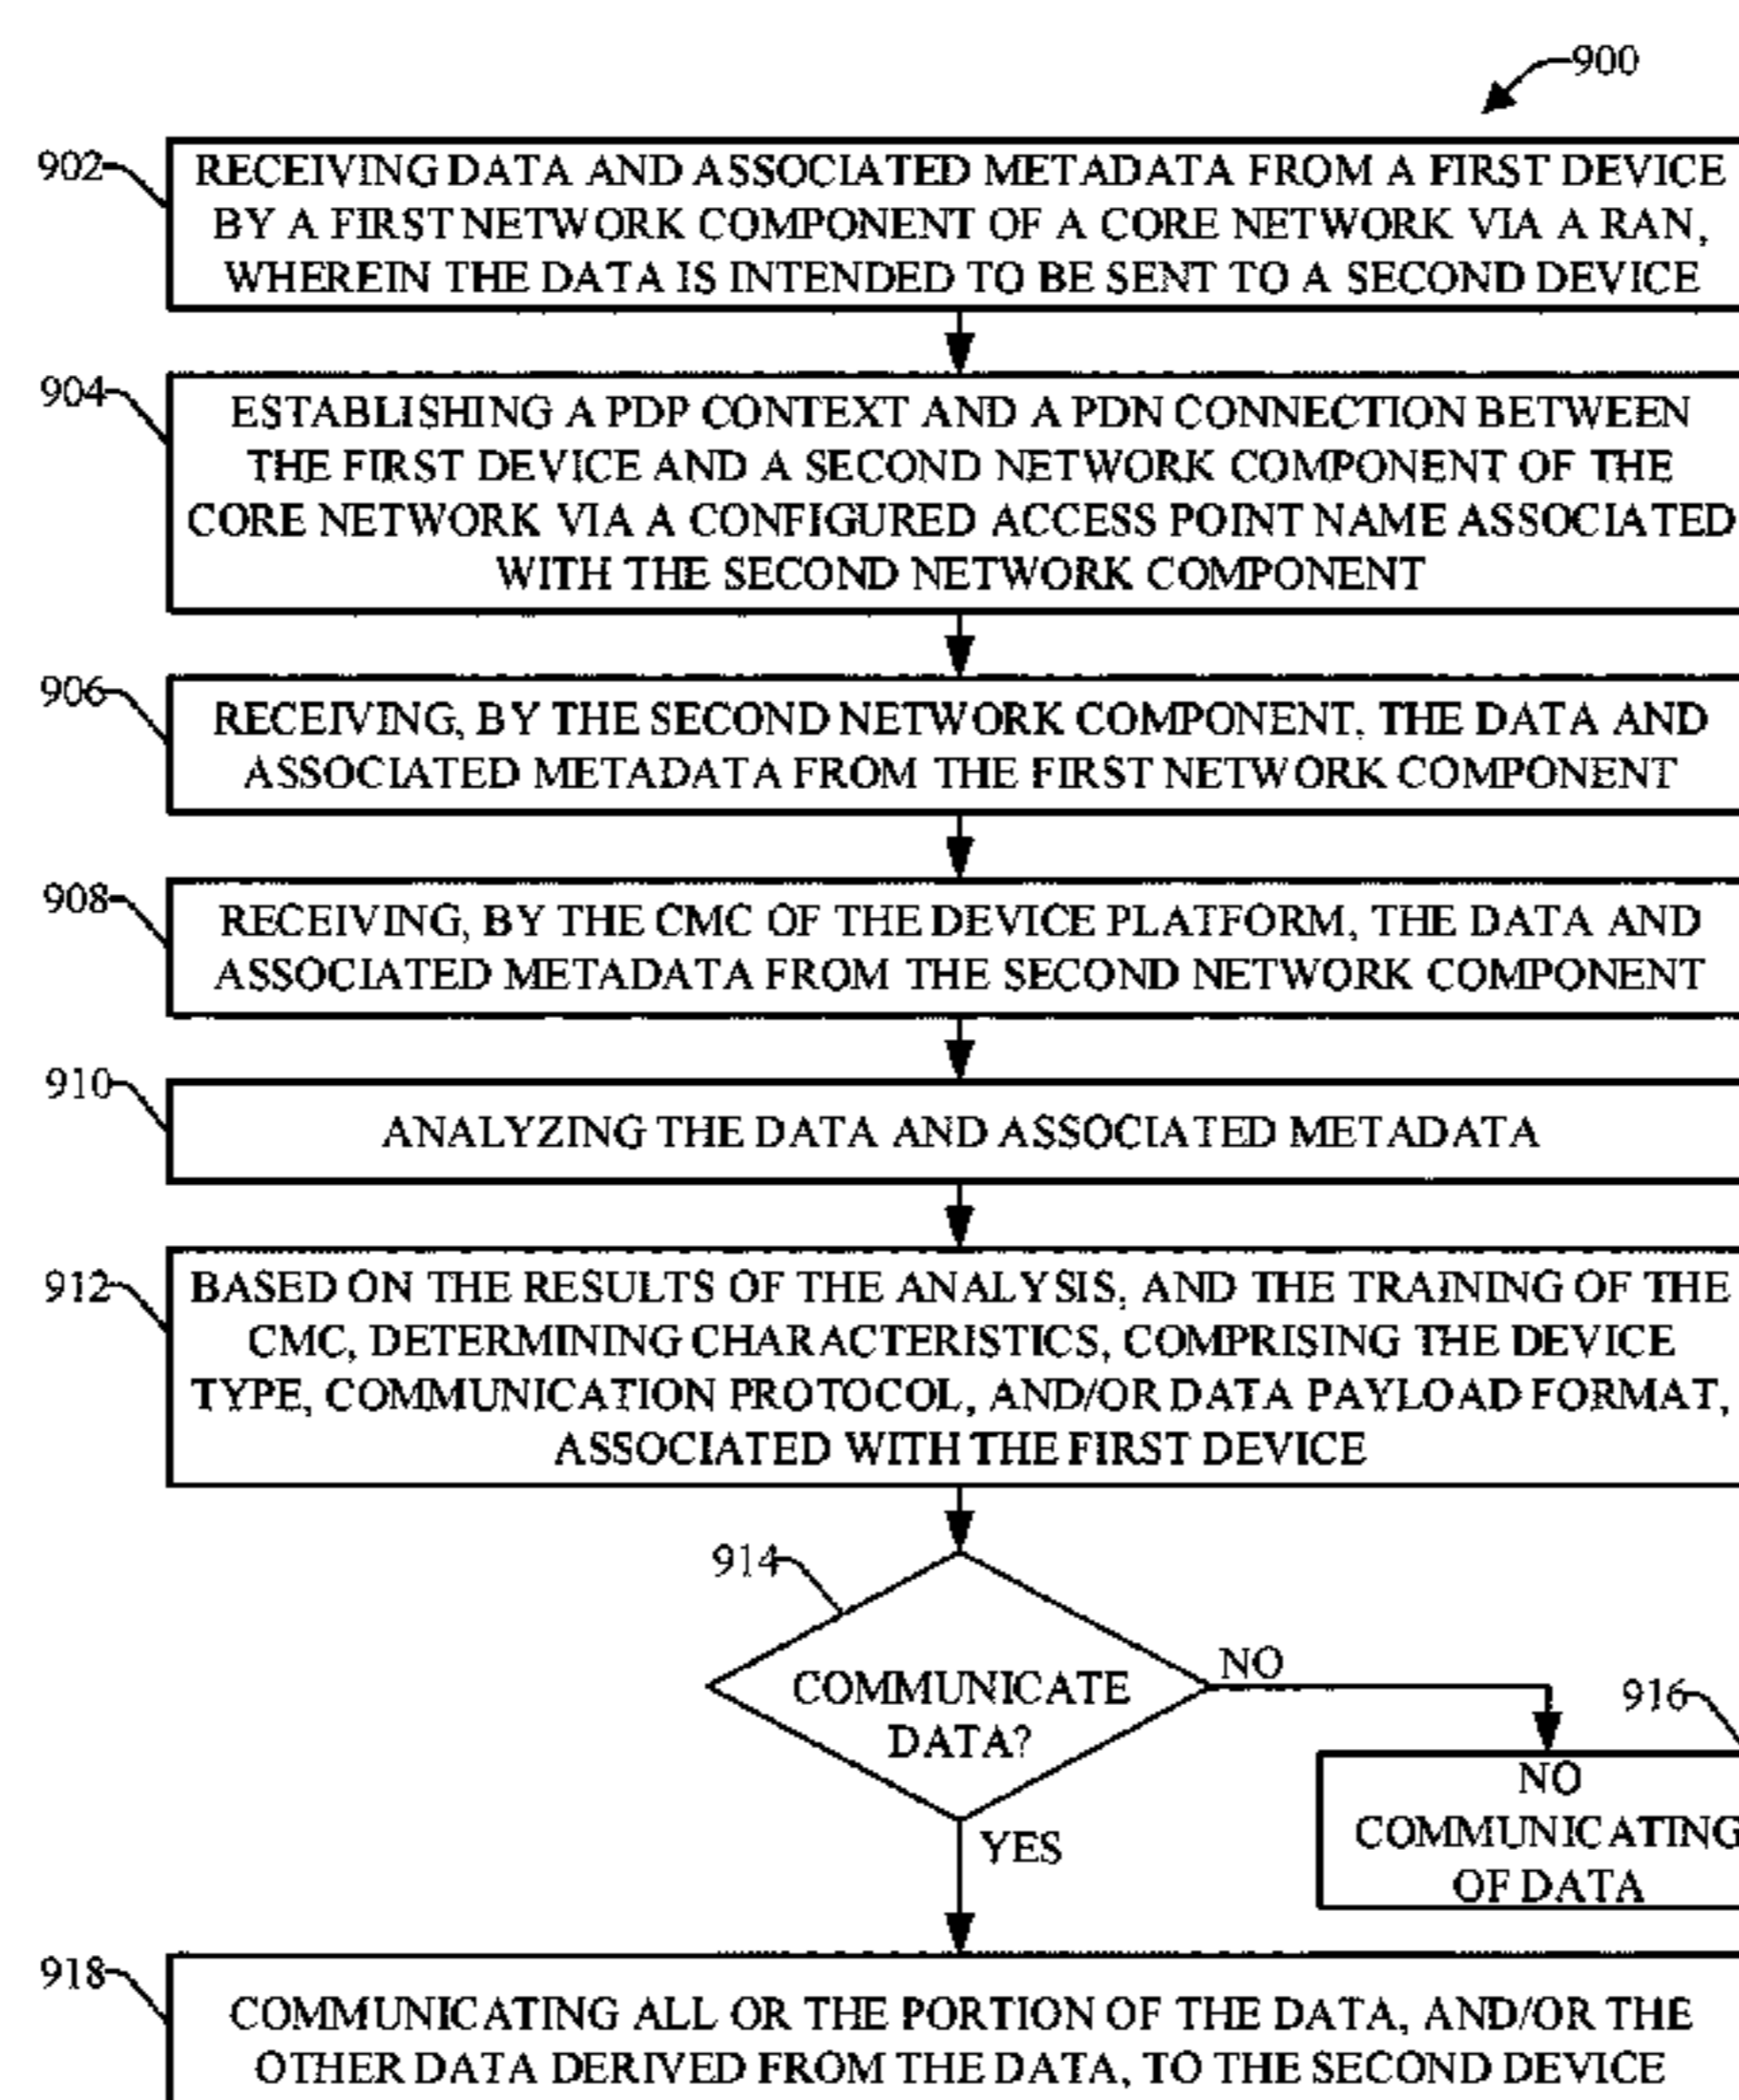 900
902
RECEIVING DATA AND ASSOCIATED METADATA FROM A FIRST DEVICE
BY A FIRST NETWORK COMPONENT OF A CORE NETWORK VIA A RAN,
WHEREIN THE DATA IS INTENDED TO BE SENT TO A SECOND DEVICE
904
ESTABLISHING A PDP CONTEXT AND A PDN CONNECTION BETWEEN
THE FIRST DEVICE AND A SECOND NETWORK COMPONENT OF THE
CORE NETWORK VIA A CONFIGURED ACCESS POINT NAME ASSOCIATED
WITH THE SECOND NETWORK COMPONENT
906
RECEIVING, BY THE SECOND NETWORK COMPONENT, THE DATA AND
ASSOCIATED METADATA FROM THE FIRST NETWORK COMPONENT
908
RECEIVING, BY THE CMC OF THE DEVICE PLATFORM, THE DATA AND
ASSOCIATED METADATA FROM THE SECOND NETWORK COMPONENT
910
ANALYZING THE DATA AND ASSOCIATED METADATA
912
BASED ON THE RESULTS OF THE ANALYSIS, AND THE TRAINING OF THE
CMC, DETERMINING CHARACTERISTICS, COMPRISING THE DEVICE
TYPE, COMMUNICATION PROTOCOL, AND/OR DATA PAYLOAD FORMAT,
ASSOCIATED WITH THE FIRST DEVICE
914
COMMUNICATE
DATA?
NO
916
NO
COMMUNICATING
OF DATA
YES
918
COMMUNICATING ALL OR THE PORTION OF THE DATA, AND/OR THE
OTHER DATA DERIVED FROM THE DATA, TO THE SECOND DEVICE